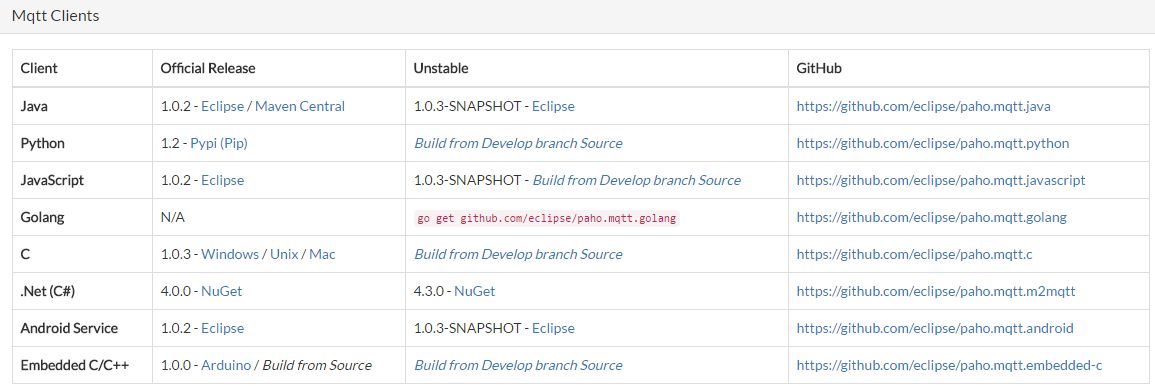 Mqtt Clients
Client Official Release Unstable GitHub
Java 1.0.2 - Eclipse / Maven Central 1.0.3-SNAPSHOT - Eclipse https://github.com/eclipse/paho.mqtt.java
Python 1.2 - Pypi (Pip) Build from Develop branch Source https://github.com/eclipse/paho.mqtt.python
JavaScript 1.0.2 - Eclipse 1.0.3-SNAPSHOT - Build from Develop branch Source https://github.com/eclipse/paho.mqtt.javascript
Golang N/A go get github.com/eclipse/paho.mqtt.golang https://github.com/eclipse/paho.mqtt.golang
C 1.0.3 - Windows / Unix / Mac Build from Develop branch Source https://github.com/eclipse/paho.mqtt.c
.Net (C#) 4.0.0 - NuGet 4.3.0 - NuGet https://github.com/eclipse/paho.mqtt.m2mqtt
Android Service 1.0.2 - Eclipse 1.0.3-SNAPSHOT - Eclipse https://github.com/eclipse/paho.mqtt.android
Embedded C/C++ 1.0.0 - Arduino / Build from Source Build from Develop branch Source https://github.com/eclipse/paho.mqtt.embedded-c